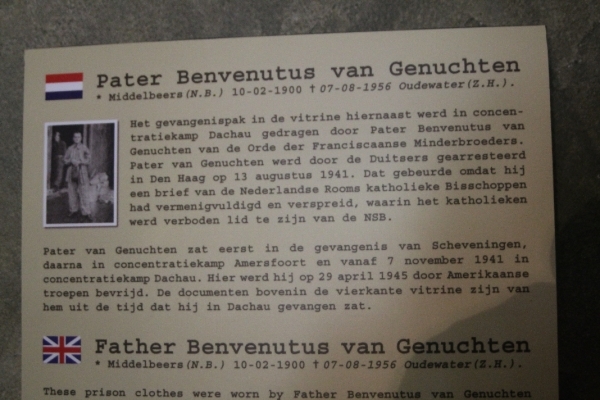 Pater Benvenutus van Genuchten
* Middelbeers(N.B.) 10-02-1900 † 07-08-1956 Oudewater(Z.H.).
Het gevangenispak in de vitrine hiernaast werd in concen-
tratiekamp Dachau gedragen door Pater Benvenutus van
Genuchten van de Orde der Franciscaanse Minderbroeders.
Pater van Genuchten werd door de Duitsers gearresteerd
in Den Haag op 13 augustus 1941. Dat gebeurde omdat hij
een brief van de Nederlandse Rooms katholieke Bisschoppen
had vermenigvuldigd en verspreid, waarin het katholieken
werd verboden lid te zijn van de NSB.
Pater van Genuchten zat eerst in de gevangenis van Scheveningen,
daarna in concentratiekamp Amersfoort en vanaf 7 november 1941 in
concentratiekamp Dachau. Hier werd hij op 29 april 1945 door Amerikaanse
troepen bevrijd. De documenten bovenin de vierkante vitrine zijn van
hem uit de tijd dat hij in Dachau gevangen zat.
Father Benvenutus van Genuchten
* Middelbeers(N.B.) 10-02-1900 † 07-08-1956 Oudewater(Z.H.).
These prison clothes were worn by Father Benvenutus van Genuchten